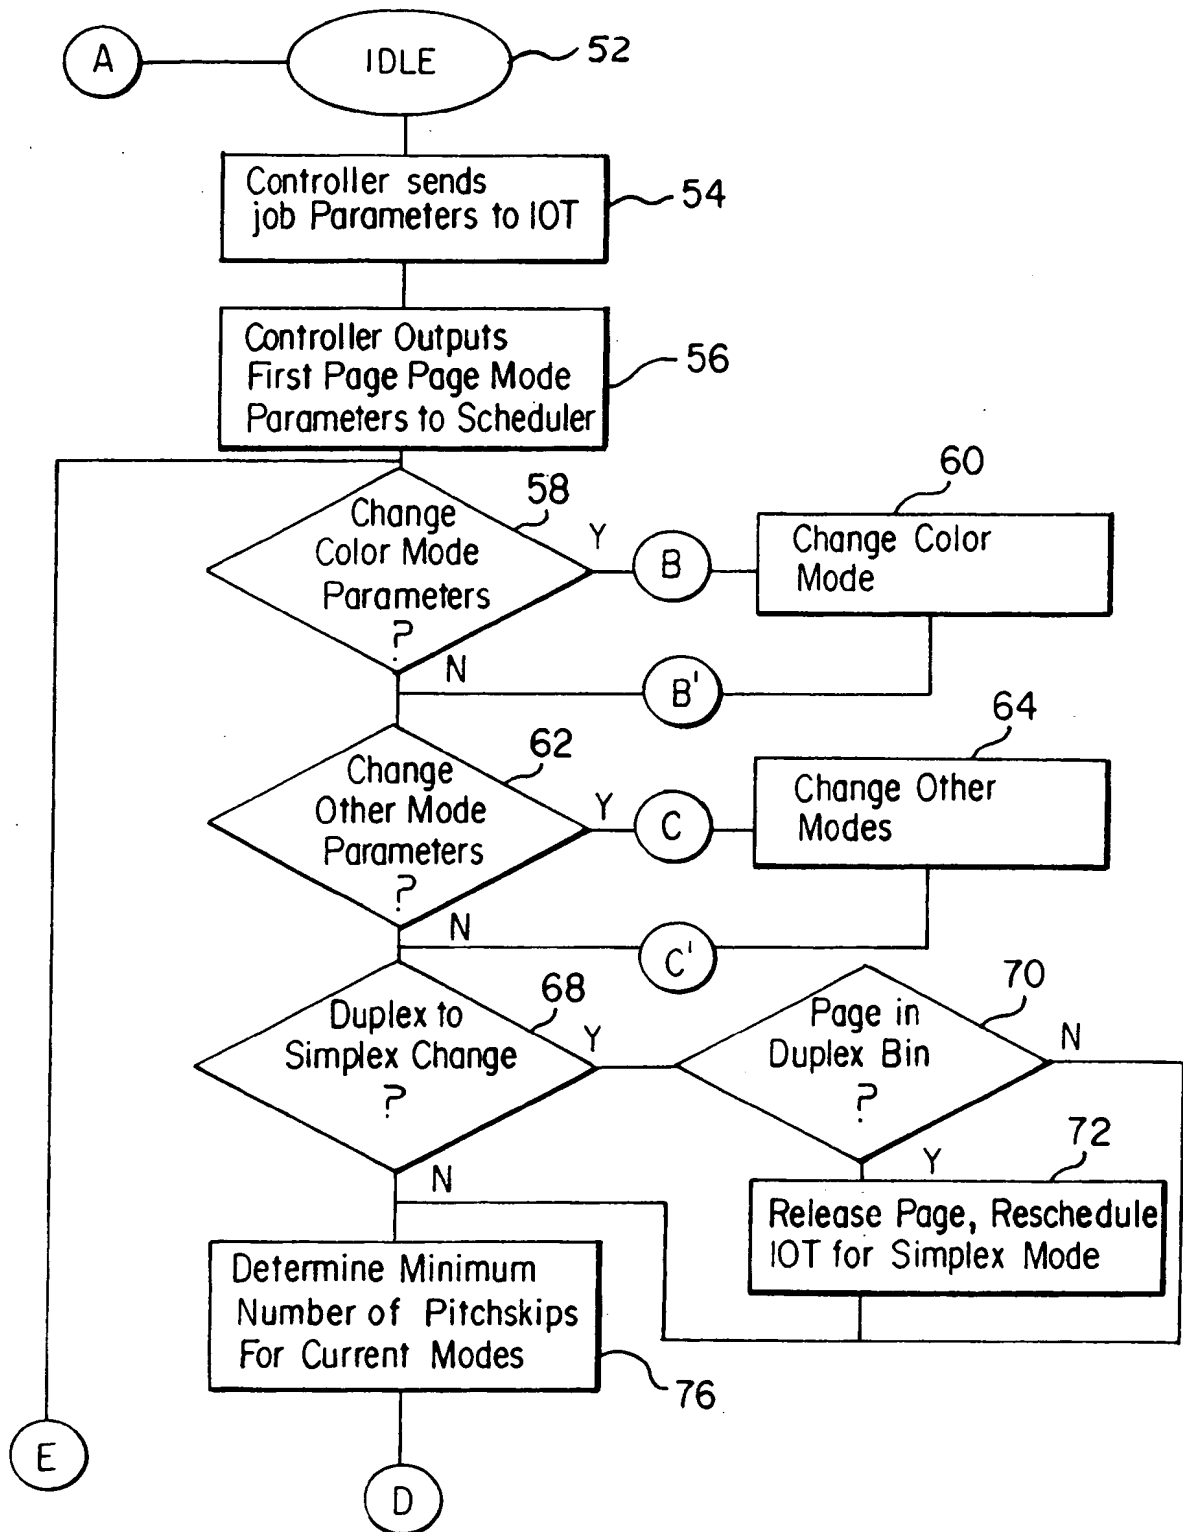 A
IDLE
52
Controller sends
job Parameters to IOT
54
Controller Outputs
First Page Page Mode
Parameters to Scheduler
56
58
Change
Color Mode
Parameters
?
Y
B
60
Change Color
Mode
N
B'
62
Change
Other Mode
Parameters
?
Y
C
64
Change Other
Modes
N
C'
68
Duplex to
Simplex Change
?
Y
70
Page in
Duplex Bin
?
N
Y
72
Release Page, Reschedule
IOT for Simplex Mode
N
Determine Minimum
Number of Pitchskips
For Current Modes
76
E
D